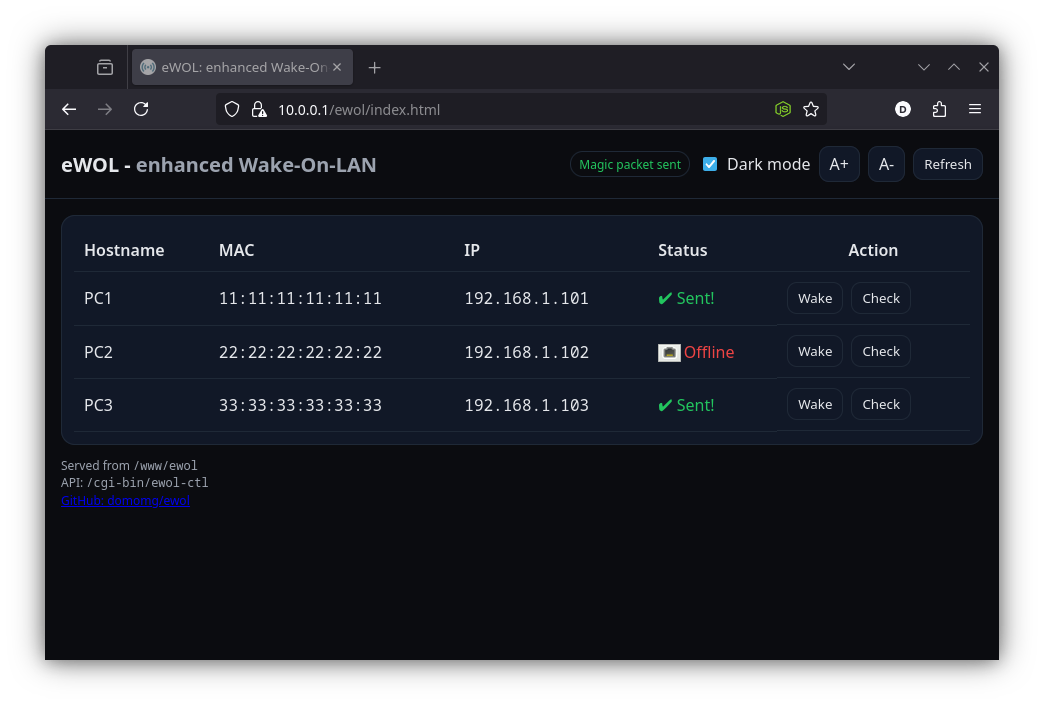 eWOL: enhanced Wake-On
10.0.0.1/ewol/index.html
JS
D
eWOL - enhanced Wake-On-LAN
Magic packet sent
Dark mode
A+
A-
Refresh
Hostname MAC IP Status Action
PC1 11:11:11:11:11:11 192.168.1.101 ✔ Sent! Wake Check
PC2 22:22:22:22:22:22 192.168.1.102 Offline Wake Check
PC3 33:33:33:33:33:33 192.168.1.103 ✔ Sent! Wake Check
Served from /www/ewol
API: /cgi-bin/ewol-ctl
GitHub: domomg/ewol